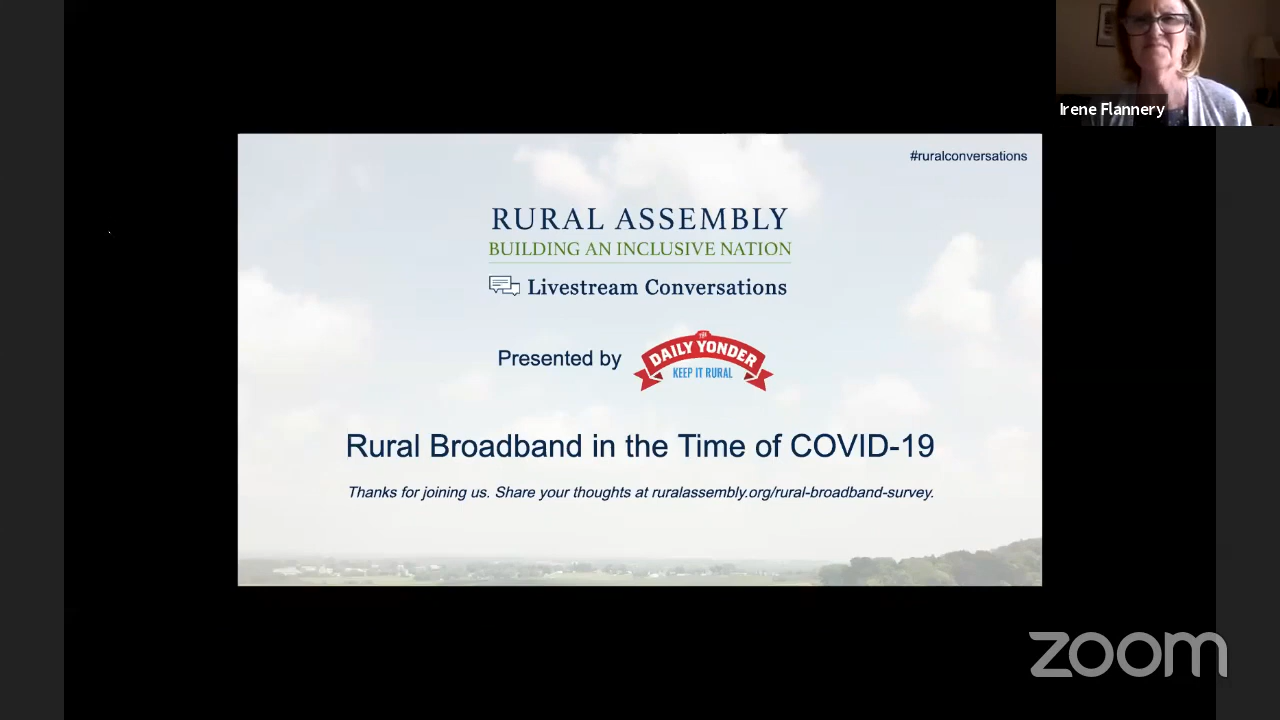 Irene Flannery
#ruralconversations
RURAL ASSEMBLY
BUILDING AN INCLUSIVE NATION
Livestream Conversations
Presented by
THE
DAILY YONDER
KEEP IT RURAL
Rural Broadband in the Time of COVID-19
Thanks for joining us. Share your thoughts at ruralassembly.org/rural-broadband-survey.
zoom